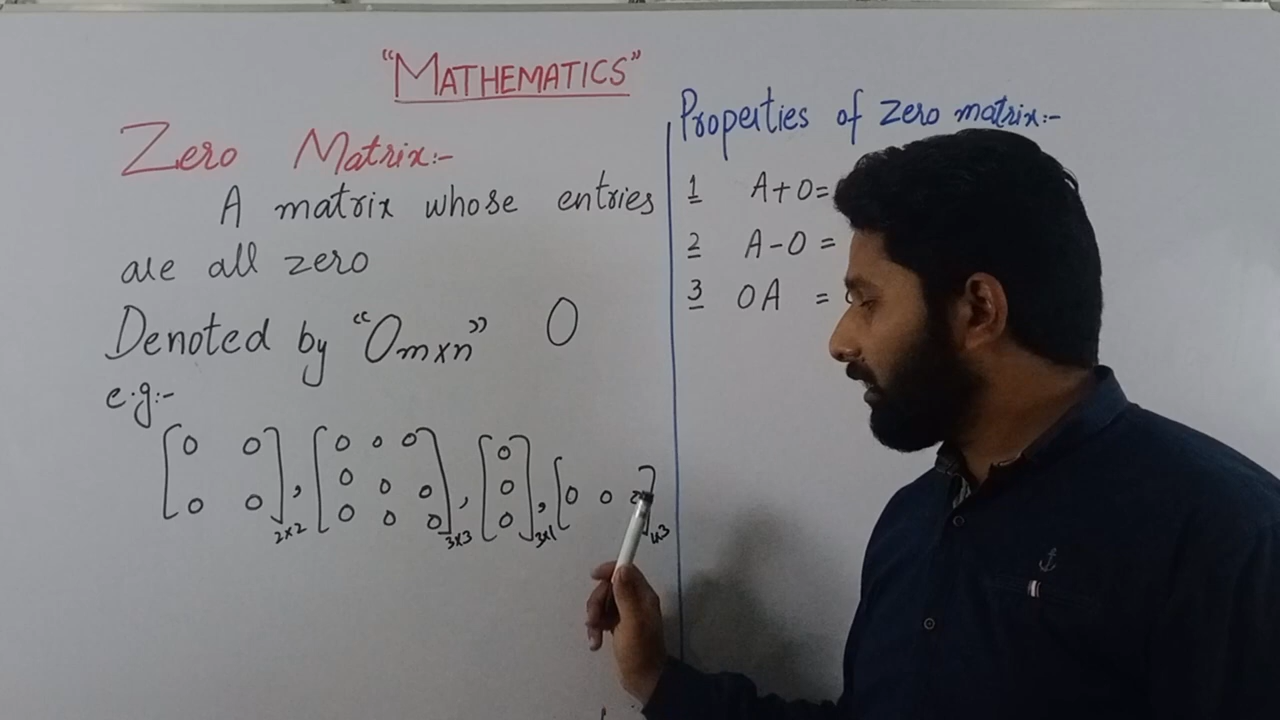 “MATHEMATICS”
Zero Matrix:-
A matrix whose entries
are all zero
Denoted by “Omxn” O
e.g:-
[0 0
0 0]2x2 , [0 0 0
0 0 0
0 0 0]3x3 , [0
0
0]3x1 , [0 0 0]1x3
Properties of zero matrix:-
1 A+O=
2 A-O =
3 OA =